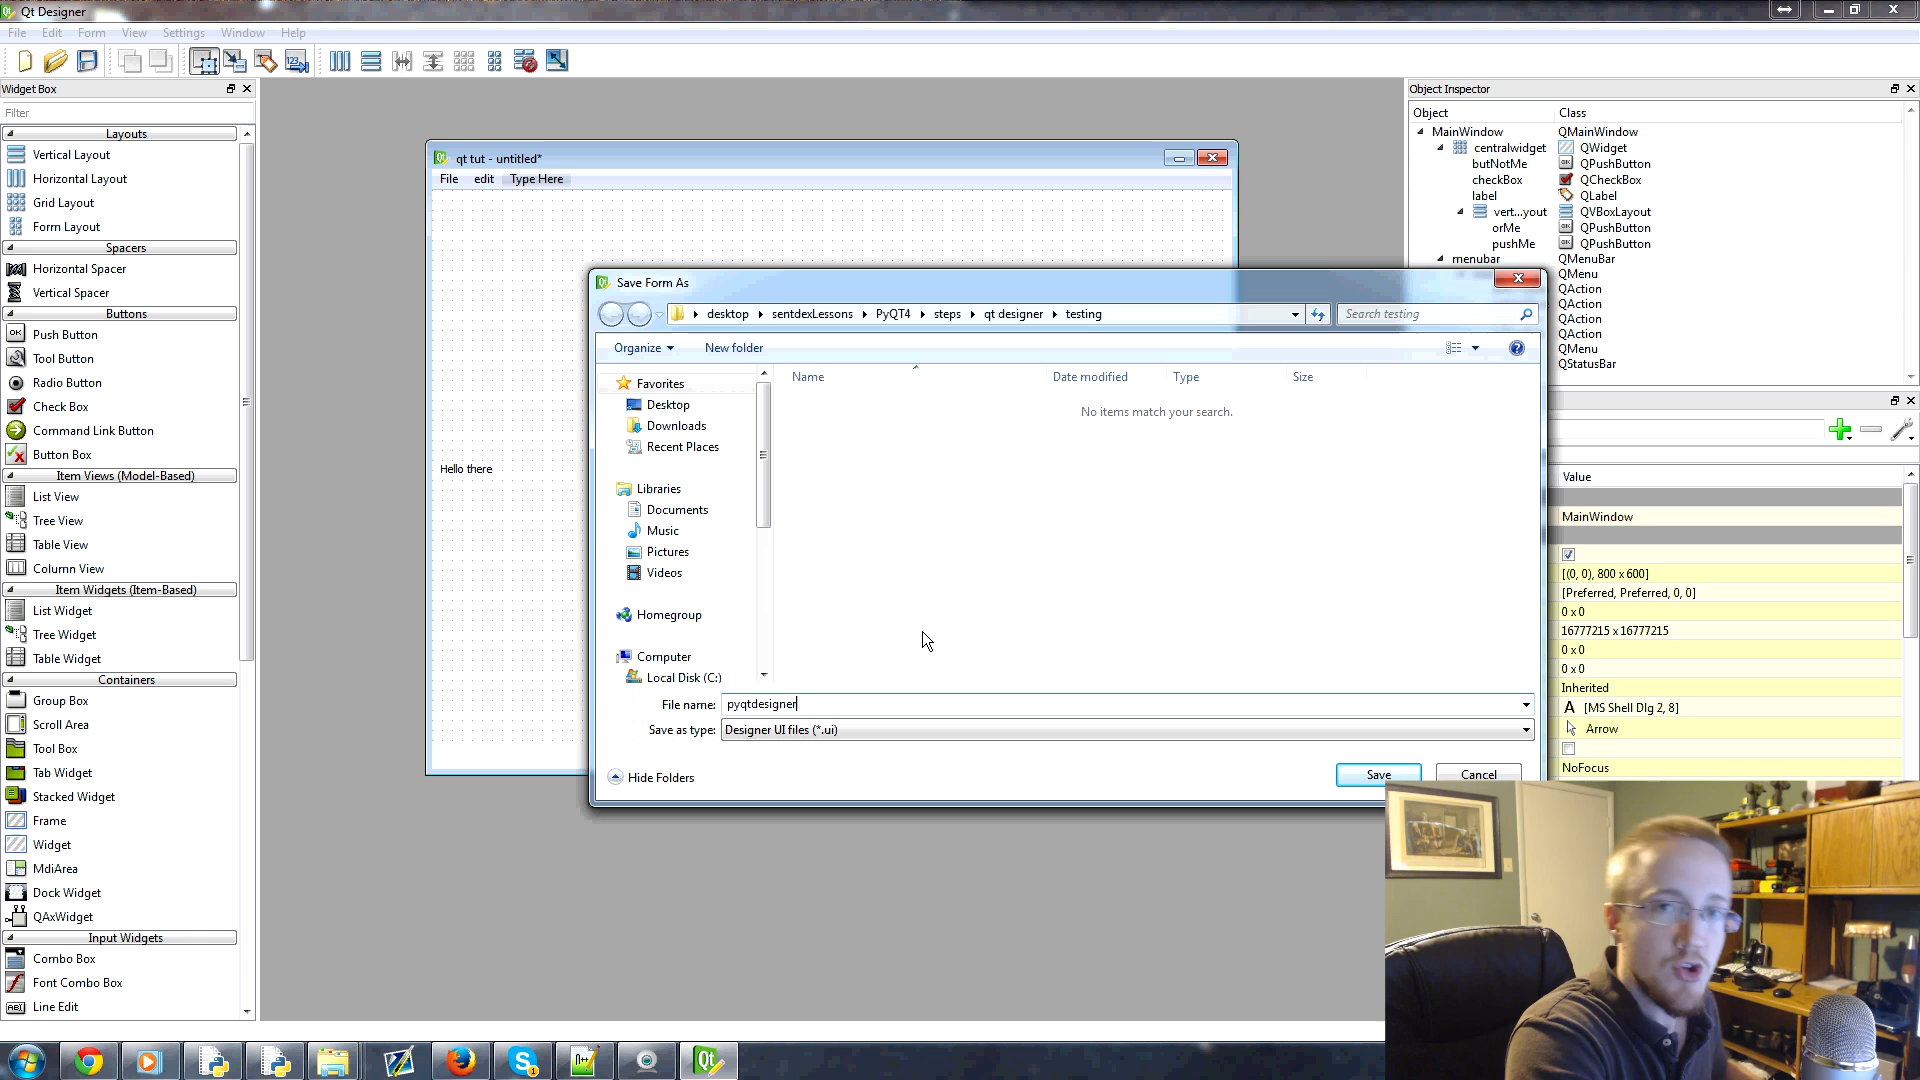 Qt Designer
File Edit Form View Settings Window Help
Widget Box
Filter
Layouts
Vertical Layout
Horizontal Layout
Grid Layout
Form Layout
Spacers
Horizontal Spacer
Vertical Spacer
Buttons
Push Button
Tool Button
Radio Button
Check Box
Command Link Button
Button Box
Item Views (Model-Based)
List View
Tree View
Table View
Column View
Item Widgets (Item-Based)
List Widget
Tree Widget
Table Widget
Containers
Group Box
Scroll Area
Tool Box
Tab Widget
Stacked Widget
Frame
Widget
MdiArea
Dock Widget
QAxWidget
Input Widgets
Combo Box
Font Combo Box
Line Edit
qt tut - untitled*
File edit Type Here
Hello there
Save Form As
desktop sentdexLessons PyQT4 steps qt designer testing
Search testing
Organize New folder
Favorites
Desktop
Downloads
Recent Places
Libraries
Documents
Music
Pictures
Videos
Homegroup
Computer
Local Disk (C:)
Name Date modified Type Size
No items match your search.
File name: pyqtdesigner
Save as type: Designer UI files (*.ui)
Hide Folders
Save Cancel
Object Inspector
Object Class
MainWindow QMainWindow
centralwidget QWidget
butNotMe QPushButton
checkBox QCheckBox
label QLabel
vert...yout QVBoxLayout
orMe QPushButton
pushMe QPushButton
menubar QMenuBar
QMenu
QAction
QAction
QAction
QAction
QMenu
QStatusBar
Value
MainWindow
[(0, 0), 800 x 600]
[Preferred, Preferred, 0, 0]
0 x 0
16777215 x 16777215
0 x 0
0 x 0
Inherited
A [MS Shell Dlg 2, 8]
Arrow
NoFocus